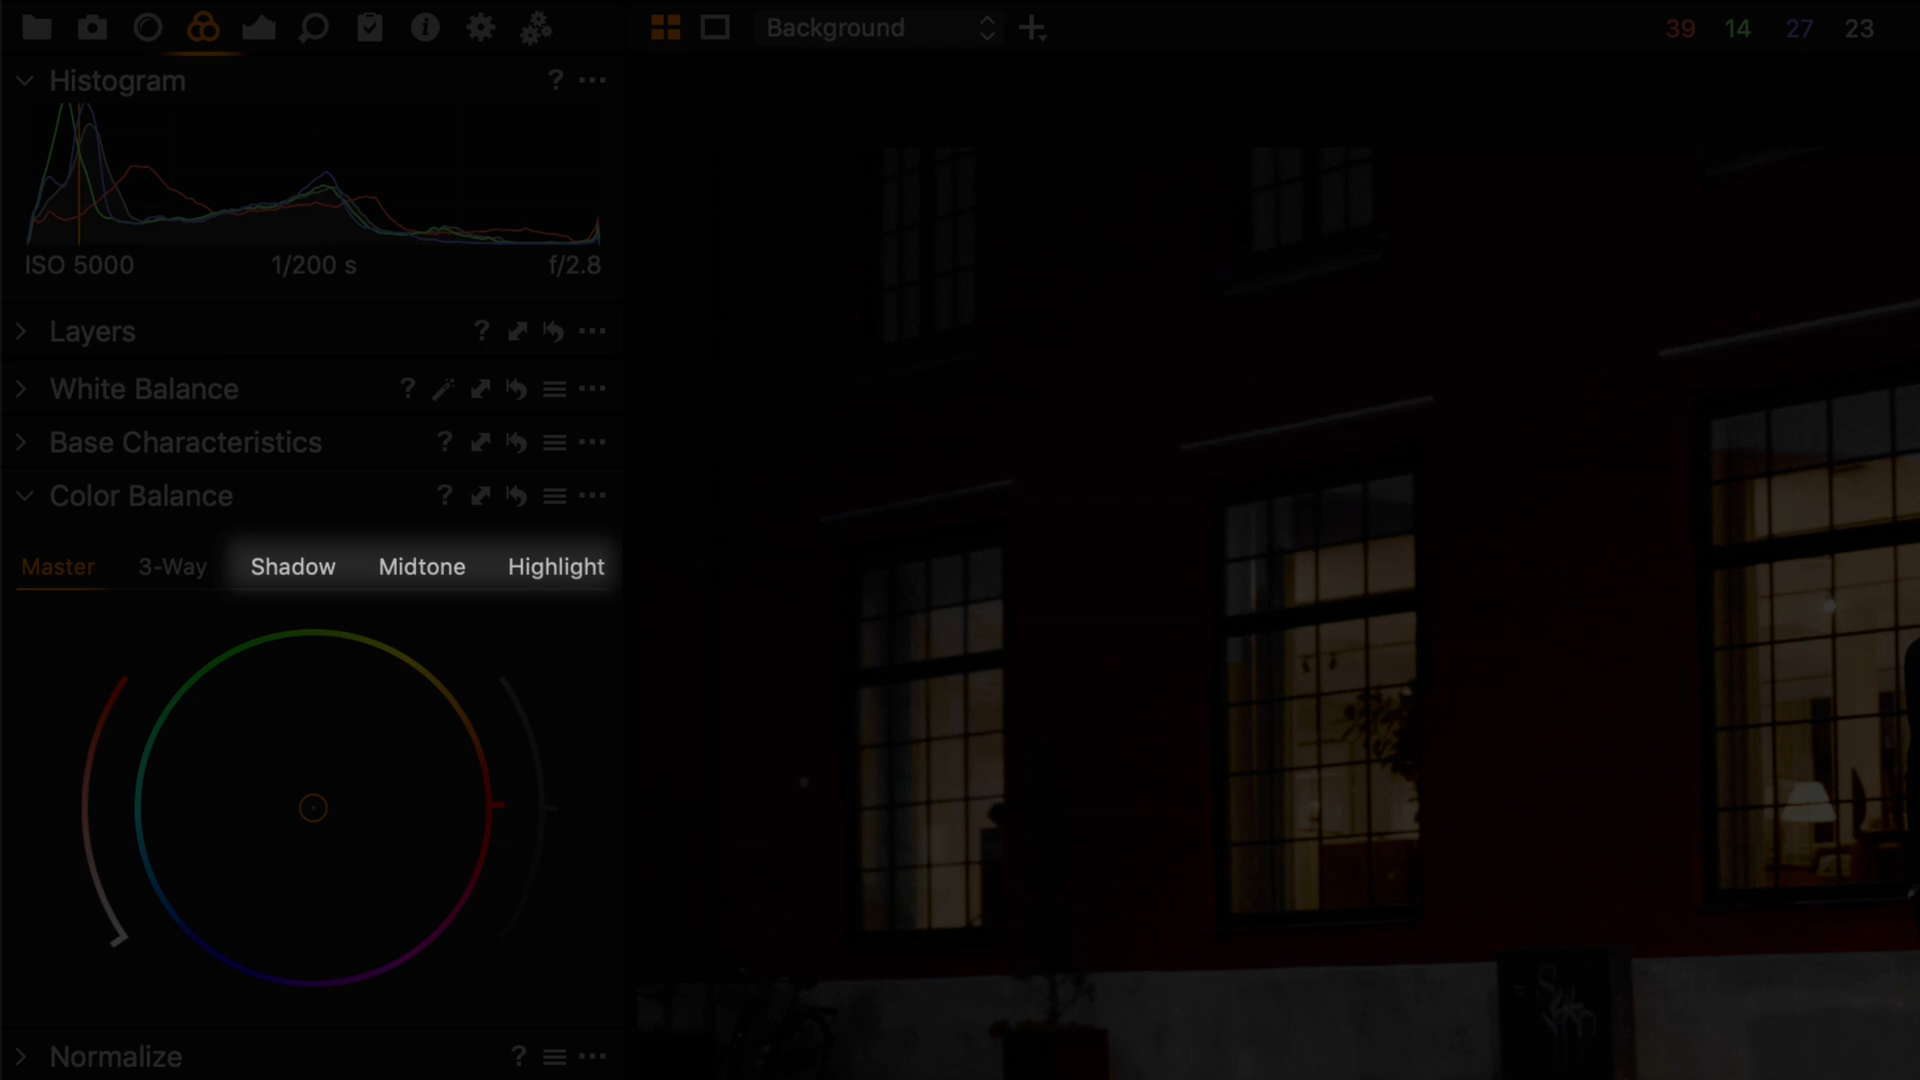 Background
39 14 27 23
Histogram ?
ISO 5000 1/200 s f/2.8
Layers ?
White Balance ?
Base Characteristics ?
Color Balance ?
Master 3-Way Shadow Midtone Highlight
Normalize ?